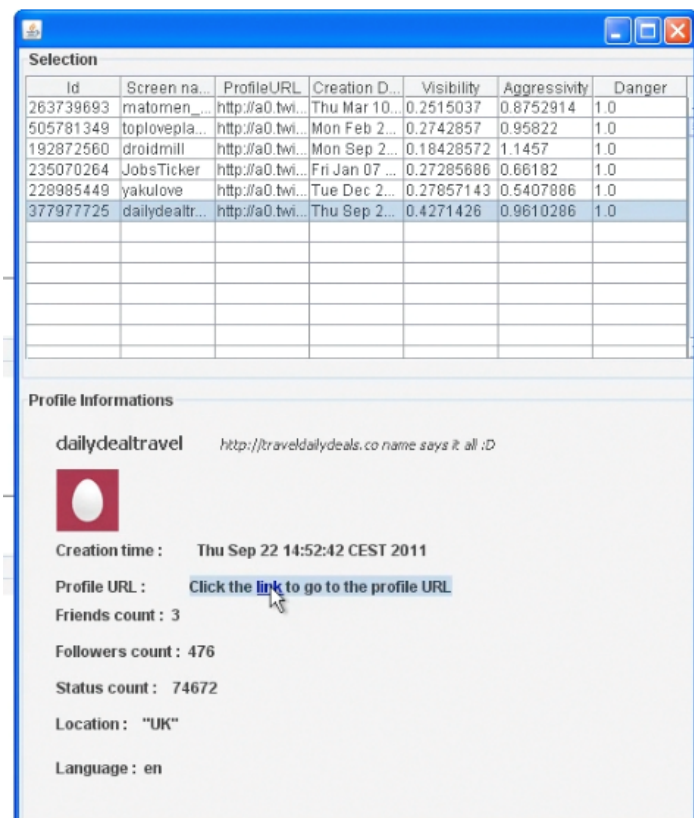 Selection
Id Screen na... ProfileURL Creation D... Visibility Aggressivity Danger
263739693 matomen_... http://a0.twi... Thu Mar 10... 0.2515037 0.8752914 1.0
505781349 toplovepla... http://a0.twi... Mon Feb 2... 0.2742857 0.95822 1.0
192872560 droidmill http://a0.twi... Mon Sep 2... 0.18428572 1.1457 1.0
235070264 JobsTicker http://a0.twi... Fri Jan 07 ... 0.27285686 0.66182 1.0
228985449 yakulove http://a0.twi... Tue Dec 2... 0.27857143 0.5407886 1.0
377977725 dailydealtr... http://a0.twi... Thu Sep 2... 0.4271426 0.9610286 1.0
Profile Informations
dailydealtravel http://traveldailydeals.co name says it all :D
Creation time : Thu Sep 22 14:52:42 CEST 2011
Profile URL : Click the link to go to the profile URL
Friends count : 3
Followers count : 476
Status count : 74672
Location : "UK"
Language : en